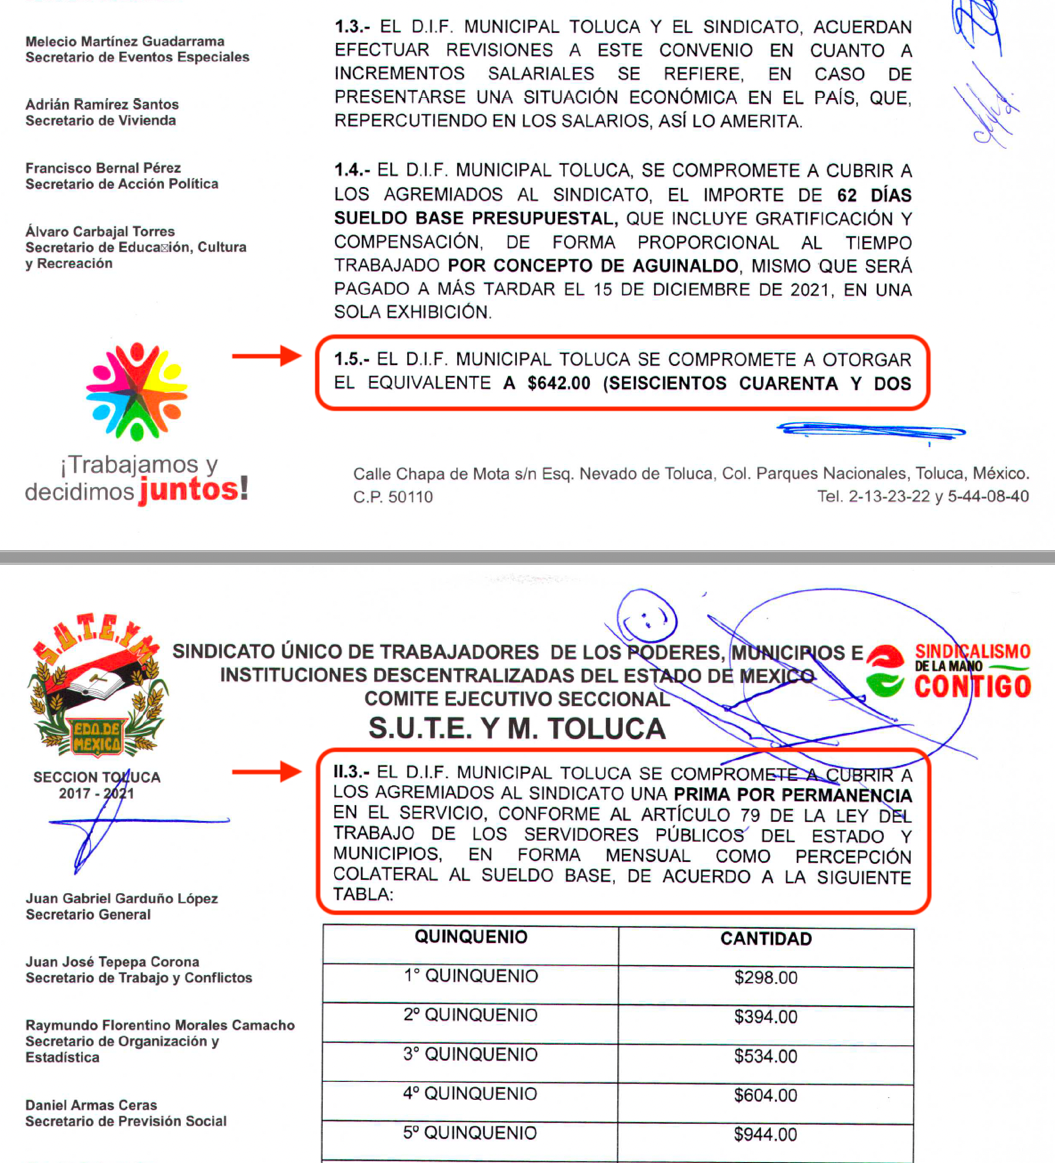 Melecio Martínez Guadarrama
Secretario de Eventos Especiales
Adrián Ramírez Santos
Secretario de Vivienda
Francisco Bernal Pérez
Secretario de Acción Política
Álvaro Carbajal Torres
Secretario de Educación, Cultura
y Recreación
1.3.- EL D.I.F. MUNICIPAL TOLUCA Y EL SINDICATO, ACUERDAN
EFECTUAR REVISIONES A ESTE CONVENIO EN CUANTO A
INCREMENTOS SALARIALES SE REFIERE, EN CASO DE
PRESENTARSE UNA SITUACIÓN ECONÓMICA EN EL PAÍS, QUE,
REPERCUTIENDO EN LOS SALARIOS, ASÍ LO AMERITA.
1.4.- EL D.I.F. MUNICIPAL TOLUCA, SE COMPROMETE A CUBRIR A
LOS AGREMIADOS AL SINDICATO, EL IMPORTE DE 62 DÍAS
SUELDO BASE PRESUPUESTAL, QUE INCLUYE GRATIFICACIÓN Y
COMPENSACIÓN, DE FORMA PROPORCIONAL AL TIEMPO
TRABAJADO POR CONCEPTO DE AGUINALDO, MISMO QUE SERÁ
PAGADO A MÁS TARDAR EL 15 DE DICIEMBRE DE 2021, EN UNA
SOLA EXHIBICIÓN.
1.5.- EL D.I.F. MUNICIPAL TOLUCA SE COMPROMETE A OTORGAR
EL EQUIVALENTE A $642.00 (SEISCIENTOS CUARENTA Y DOS
¡Trabajamos y
decidimos juntos!
Calle Chapa de Mota s/n Esq. Nevado de Toluca, Col. Parques Nacionales, Toluca, México.
C.P. 50110
Tel. 2-13-23-22 y 5-44-08-40
S.U.T.E.Y M.
EDO.DE
MEXICO
SECCION TOLUCA
2017 - 2021
SINDICATO ÚNICO DE TRABAJADORES DE LOS PODERES, MUNICIPIOS E
INSTITUCIONES DESCENTRALIZADAS DEL ESTADO DE MEXICO
COMITE EJECUTIVO SECCIONAL
S.U.T.E. Y M. TOLUCA
SINDICALISMO
DE LA MANO
CONTIGO
II.3.- EL D.I.F. MUNICIPAL TOLUCA SE COMPROMETE A CUBRIR A
LOS AGREMIADOS AL SINDICATO UNA PRIMA POR PERMANENCIA
EN EL SERVICIO, CONFORME AL ARTÍCULO 79 DE LA LEY DEL
TRABAJO DE LOS SERVIDORES PÚBLICOS DEL ESTADO Y
MUNICIPIOS, EN FORMA MENSUAL COMO PERCEPCIÓN
COLATERAL AL SUELDO BASE, DE ACUERDO A LA SIGUIENTE
TABLA:
Juan Gabriel Garduño López
Secretario General
Juan José Tepepa Corona
Secretario de Trabajo y Conflictos
Raymundo Florentino Morales Camacho
Secretario de Organización y
Estadística
Daniel Armas Ceras
Secretario de Previsión Social
QUINQUENIO CANTIDAD
1° QUINQUENIO $298.00
2º QUINQUENIO $394.00
3º QUINQUENIO $534.00
4º QUINQUENIO $604.00
5º QUINQUENIO $944.00